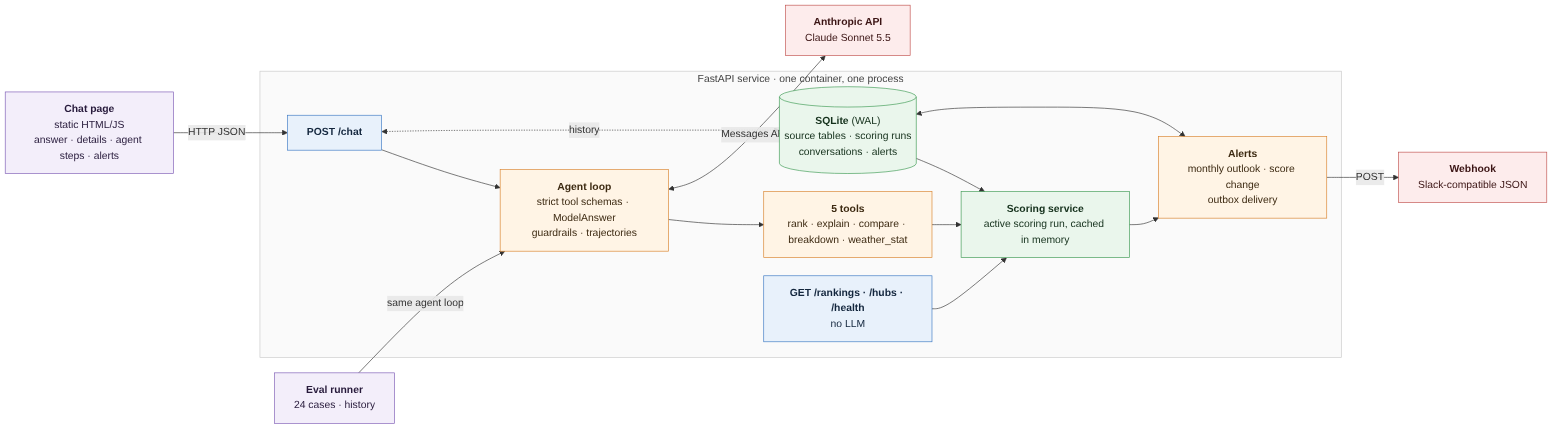 Anthropic API
Claude Sonnet 5.5
FastAPI service · one container, one process
Chat page
static HTML/JS
answer · details · agent
steps · alerts
HTTP JSON
POST /chat
history
Messages AP
SQLite (WAL)
source tables · scoring runs
conversations · alerts
Agent loop
strict tool schemas ·
ModelAnswer
guardrails · trajectories
5 tools
rank · explain · compare ·
breakdown · weather_stat
Scoring service
active scoring run, cached
in memory
Alerts
monthly outlook · score
change
outbox delivery
POST
Webhook
Slack-compatible JSON
GET /rankings · /hubs ·
/health
no LLM
same agent loop
Eval runner
24 cases · history